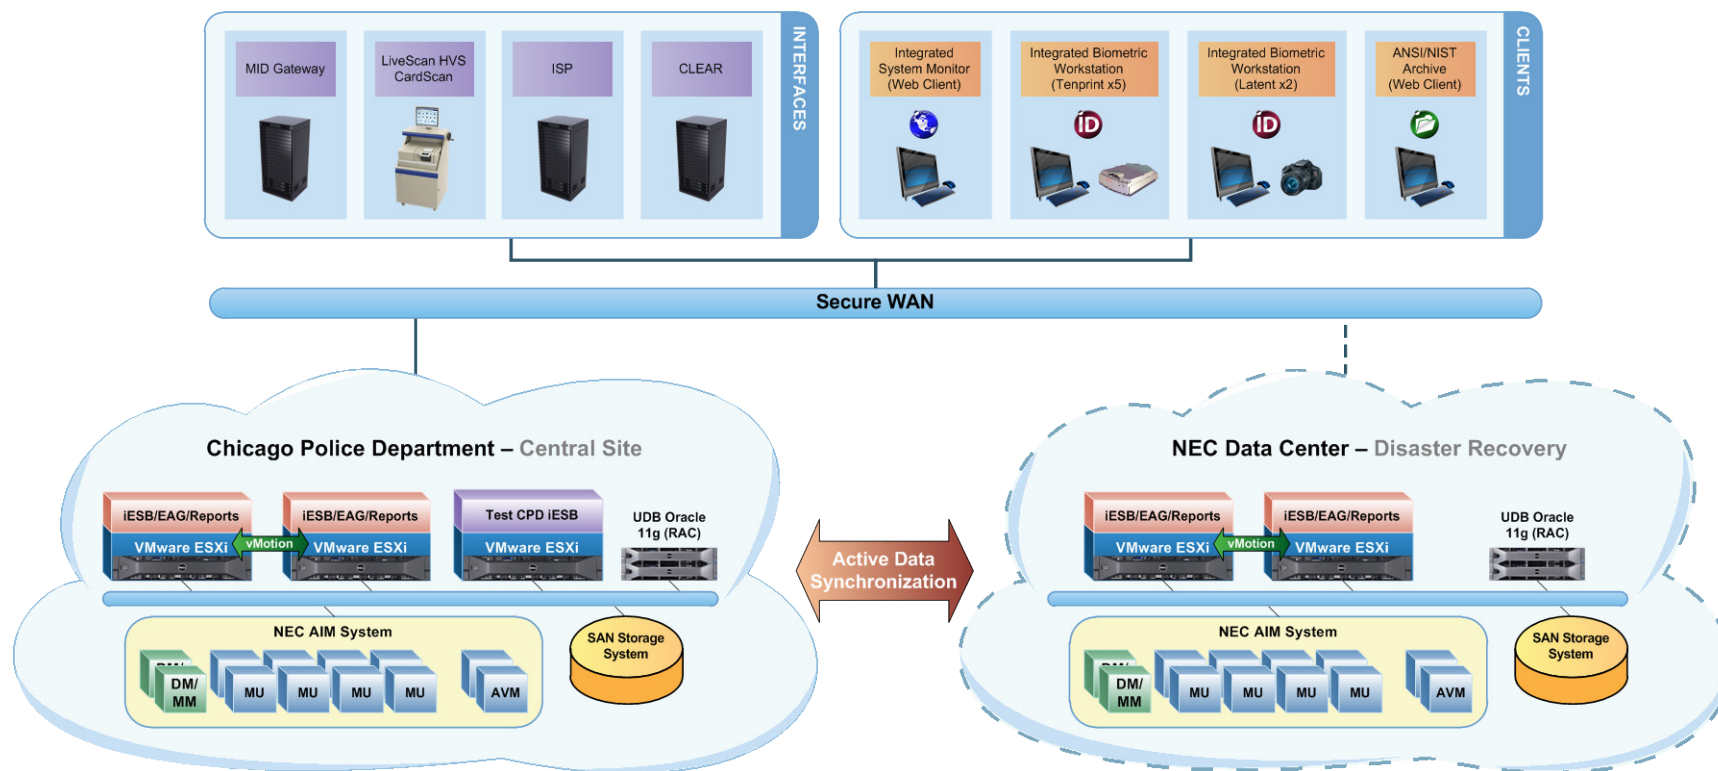 MID Gateway
LiveScan HVS
CardScan
ISP
CLEAR
INTERFACES
Integrated
System Monitor
(Web Client)
Integrated Biometric
Workstation
(Tenprint x5)
Integrated Biometric
Workstation
(Latent x2)
ANSI/NIST
Archive
(Web Client)
CLIENTS
iD
iD
Secure WAN
Chicago Police Department – Central Site
iESB/EAG/Reports
VMware ESXi
vMotion
iESB/EAG/Reports
VMware ESXi
Test CPD iESB
VMware ESXi
UDB Oracle
11g (RAC)
NEC AIM System
DM/
DM/
MM
MU
MU
MU
MU
AVM
SAN Storage
System
Active Data
Synchronization
NEC Data Center – Disaster Recovery
iESB/EAG/Reports
VMware ESXi
vMotion
iESB/EAG/Reports
VMware ESXi
UDB Oracle
11g (RAC)
NEC AIM System
DM/
DM/
MM
MU
MU
MU
MU
AVM
SAN Storage
System